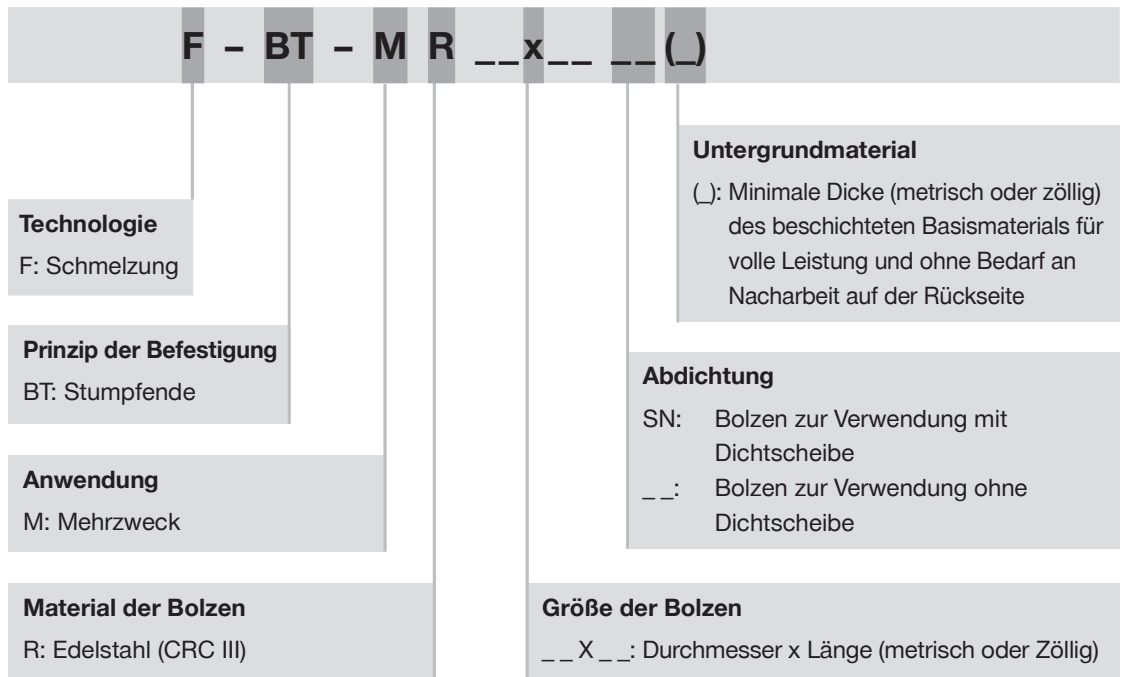 F – BT – M R _ _ x _ _ _ _ (_)
Untergrundmaterial
(_): Minimale Dicke (metrisch oder zöllig)
des beschichteten Basismaterials für
volle Leistung und ohne Bedarf an
Nacharbeit auf der Rückseite
Technologie
F: Schmelzung
Prinzip der Befestigung
BT: Stumpfende
Abdichtung
SN: Bolzen zur Verwendung mit
Dichtscheibe
_ _: Bolzen zur Verwendung ohne
Dichtscheibe
Anwendung
M: Mehrzweck
Material der Bolzen
R: Edelstahl (CRC III)
Größe der Bolzen
_ _ X _ _: Durchmesser x Länge (metrisch oder Zöllig)